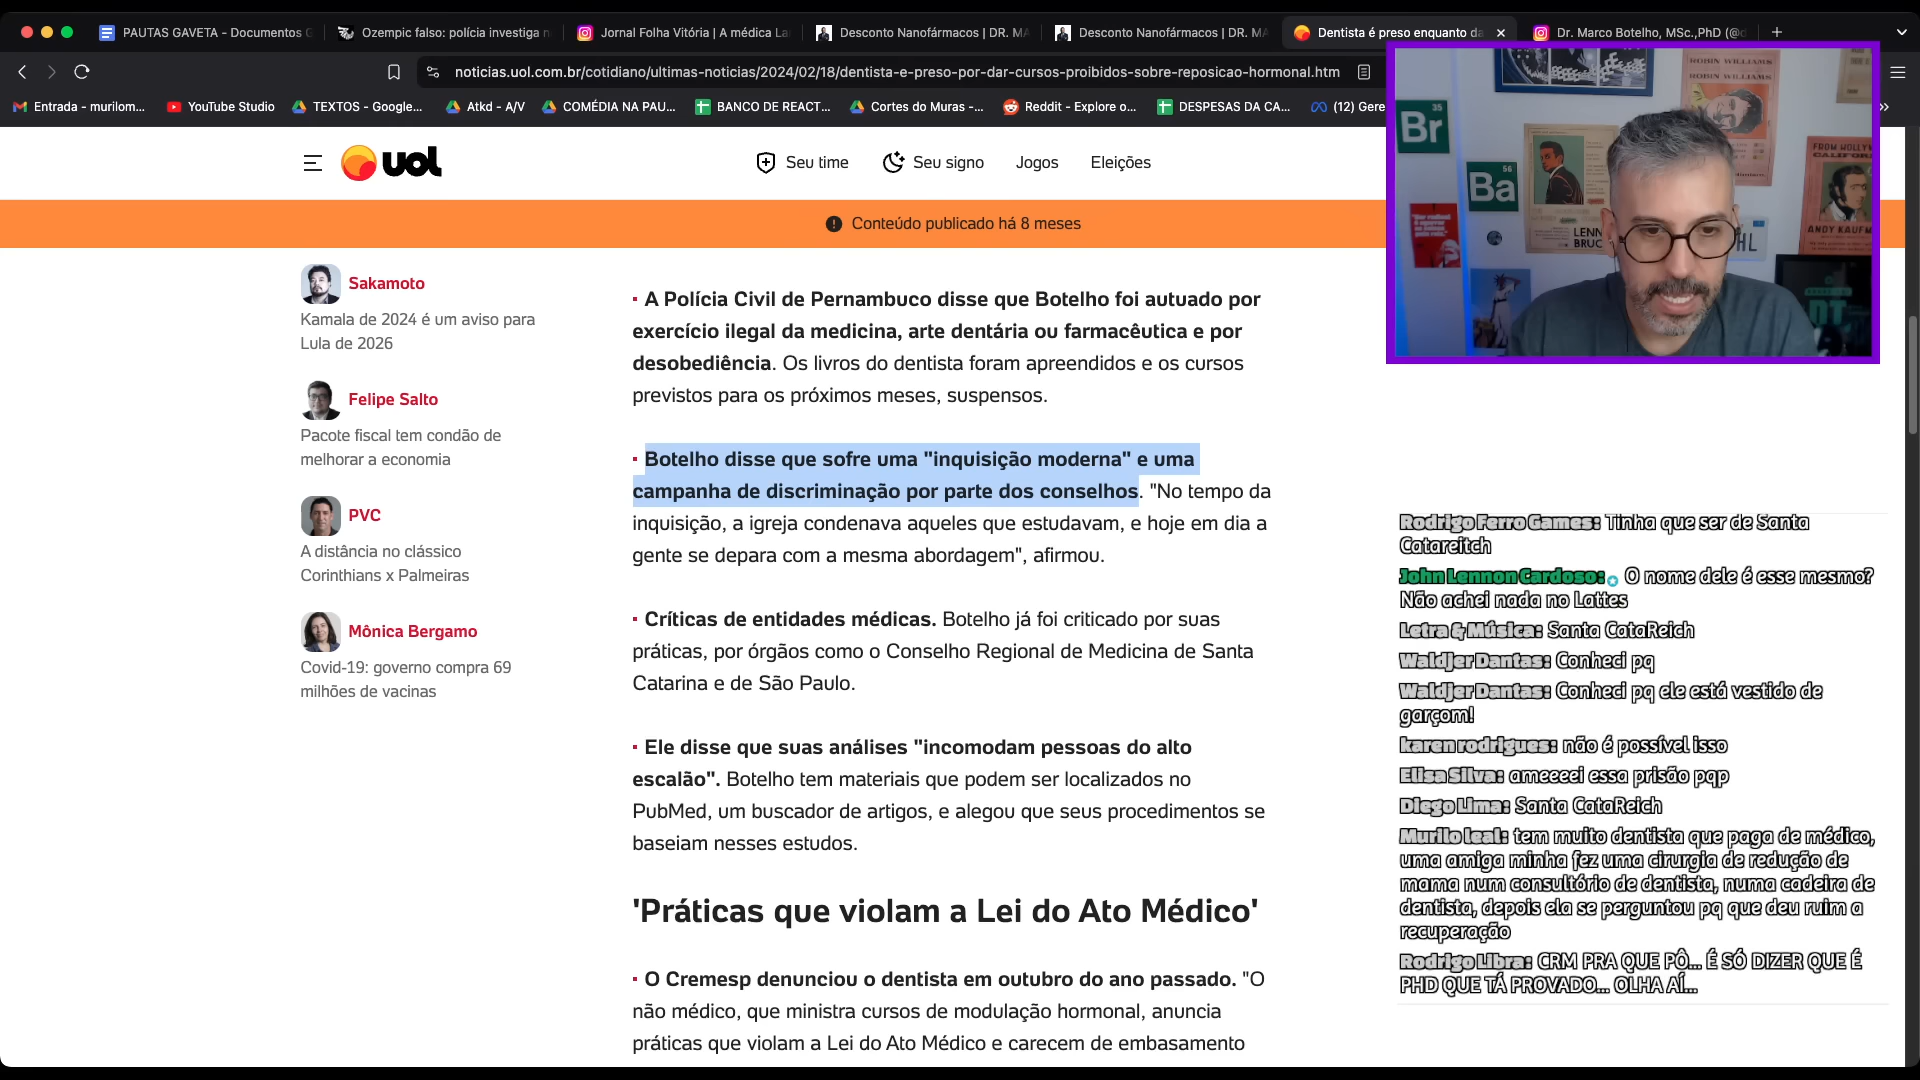 PAUTAS GAVETA - Documentos G
Ozempic falso: polícia investiga n
Jornal Folha Vitória | A médica La
Desconto Nanofármacos | DR. MA
Desconto Nanofármacos | DR. MA
Dentista é preso enquanto da
Dr. Marco Botelho, MSc.,PhD (@d
noticias.uol.com.br/cotidiano/ultimas-noticias/2024/02/18/dentista-e-preso-por-dar-cursos-proibidos-sobre-reposicao-hormonal.htm
Entrada - murilom...
YouTube Studio
TEXTOS - Google...
Atkd - A/V
COMÉDIA NA PAU...
BANCO DE REACT...
Cortes do Muras -...
Reddit - Explore o...
DESPESAS DA CA...
(12) Gere
uol
Seu time
Seu signo
Jogos
Eleições
Conteúdo publicado há 8 meses
Sakamoto
Kamala de 2024 é um aviso para
Lula de 2026
Felipe Salto
Pacote fiscal tem condão de
melhorar a economia
PVC
A distância no clássico
Corinthians x Palmeiras
Mônica Bergamo
Covid-19: governo compra 69
milhões de vacinas
A Polícia Civil de Pernambuco disse que Botelho foi autuado por
exercício ilegal da medicina, arte dentária ou farmacêutica e por
desobediência. Os livros do dentista foram apreendidos e os cursos
previstos para os próximos meses, suspensos.
Botelho disse que sofre uma "inquisição moderna" e uma
campanha de discriminação por parte dos conselhos. "No tempo da
inquisição, a igreja condenava aqueles que estudavam, e hoje em dia a
gente se depara com a mesma abordagem", afirmou.
Críticas de entidades médicas. Botelho já foi criticado por suas
práticas, por órgãos como o Conselho Regional de Medicina de Santa
Catarina e de São Paulo.
Ele disse que suas análises "incomodam pessoas do alto
escalão". Botelho tem materiais que podem ser localizados no
PubMed, um buscador de artigos, e alegou que seus procedimentos se
baseiam nesses estudos.
'Práticas que violam a Lei do Ato Médico'
O Cremesp denunciou o dentista em outubro do ano passado. "O
não médico, que ministra cursos de modulação hormonal, anuncia
práticas que violam a Lei do Ato Médico e carecem de embasamento
ROBIN WILLIAMS
35
Br
56
Ba
LENN
BRUC
HL
FROM HOLLYW
CALIFOR
ANDY KAUFM
DT
Rodrigo Ferro Games: Tinha que ser de Santa
Catareitch
John Lennon Cardoso: O nome dele é esse mesmo?
Não achei nada no Lattes
Letra & Música: Santa CataReich
Waldjer Dantas: Conheci pq
Waldjer Dantas: Conheci pq ele está vestido de
garçom!
karen rodrigues: não é possível isso
Elisa Silva: ameeeei essa prisão pqp
Diego Lima: Santa CataReich
Murilo leal: tem muito dentista que paga de médico,
uma amiga minha fez uma cirurgia de redução de
mama num consultório de dentista, numa cadeira de
dentista, depois ela se perguntou pq que deu ruim a
recuperação
Rodrigo Libra: CRM PRA QUE PÔ... É SÓ DIZER QUE É
PHD QUE TÁ PROVADO... OLHA AÍ...